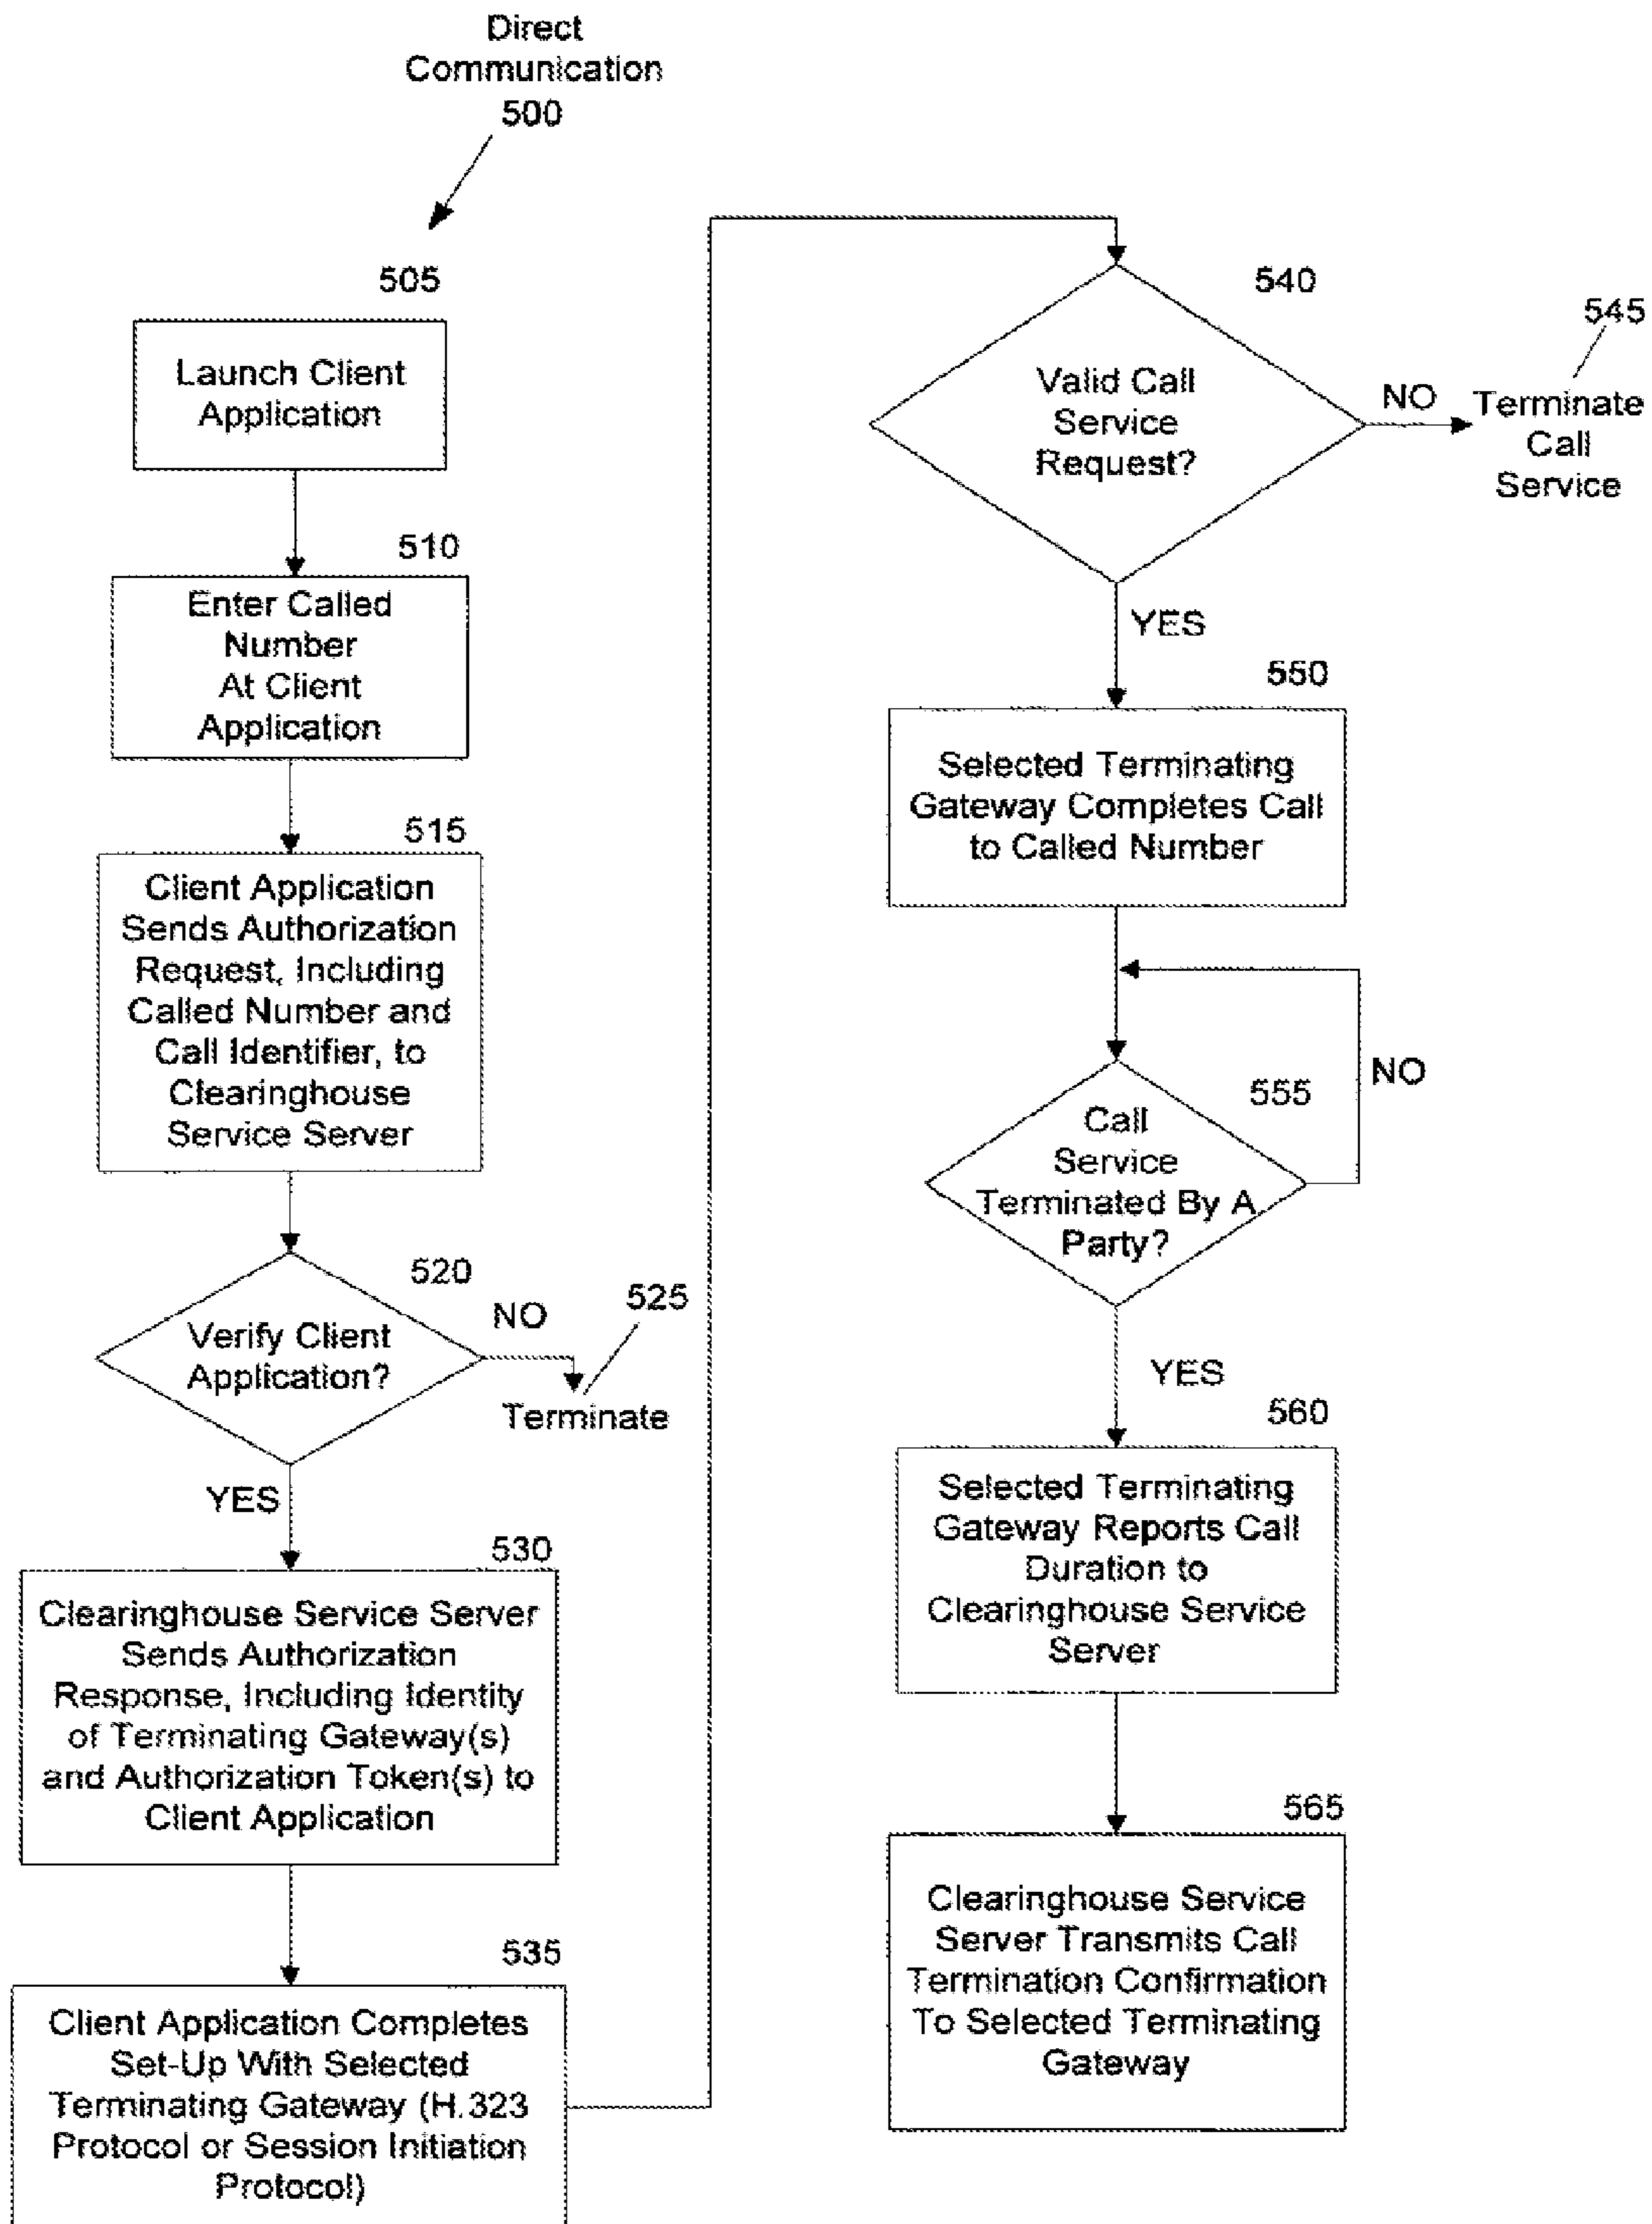 Direct
Communication
500
505
Launch Client
Application
510
Enter Called
Number
At Client
Application
515
Client Application
Sends Authorization
Request, Including
Called Number and
Call Identifier, to
Clearinghouse
Service Server
520
Verify Client
Application?
NO
525
Terminate
YES
530
Clearinghouse Service Server
Sends Authorization
Response, Including Identity
of Terminating Gateway(s)
and Authorization Token(s) to
Client Application
535
Client Application Completes
Set-Up With Selected
Terminating Gateway (H.323
Protocol or Session Initiation
Protocol)
540
Valid Call
Service
Request?
NO
545
Terminate
Call
Service
YES
550
Selected Terminating
Gateway Completes Call
to Called Number
555
Call
Service
Terminated By A
Party?
NO
YES
560
Selected Terminating
Gateway Reports Call
Duration to
Clearinghouse Service
Server
565
Clearinghouse Service
Server Transmits Call
Termination Confirmation
To Selected Terminating
Gateway